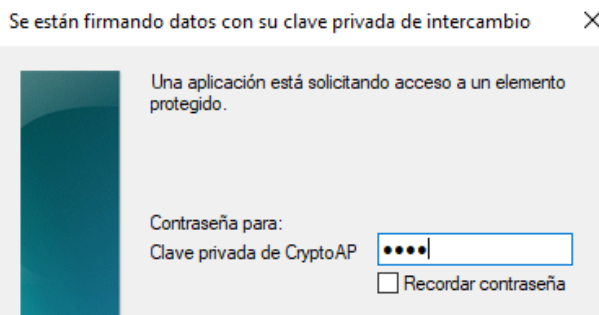 Se están firmando datos con su clave privada de intercambio
Una aplicación está solicitando acceso a un elemento
protegido.
Contraseña para:
Clave privada de CryptoAP ••••
Recordar contraseña